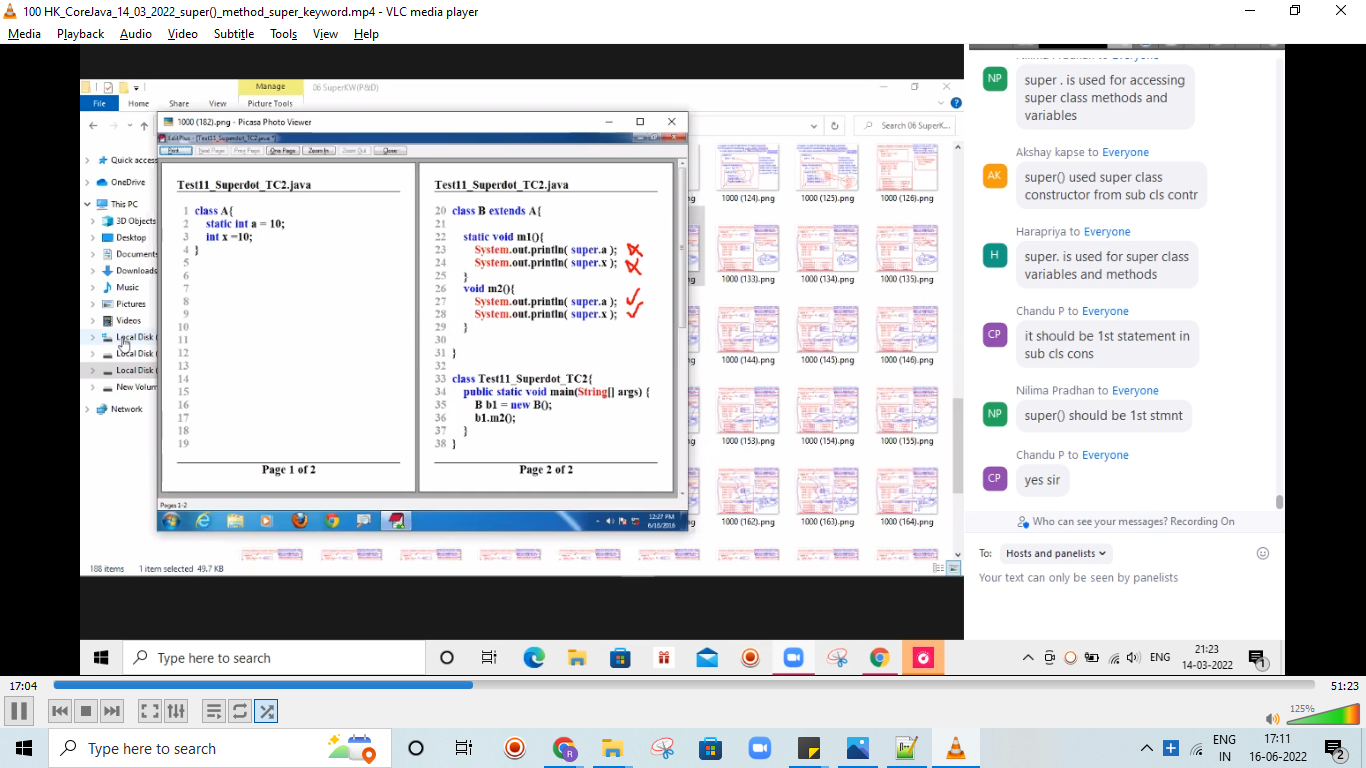 100 HK_CoreJava_14_03_2022_super()_method_super_keyword.mp4 - VLC media player
Media Playback Audio Video Subtitle Tools View Help
Manage
06 SuperKW(P&D)
File Home Share View Picture Tools
1000 (182).png - Picasa Photo Viewer
Search 06 SuperK...
EditPlus - [Test11_Superdot_TC2.java *]
Print Next Page Prev Page One Page Zoom In Zoom Out Close
Quick access
OneDrive
This PC
3D Objects
Desktop
Documents
Downloads
Music
Pictures
Videos
Local Disk (
Local Disk (
Local Disk (
New Volum
Network
Test11_Superdot_TC2.java
1 class A{
2 static int a = 10;
3 int x =10;
4 }
5
6
7
8
9
10
11
12
13
14
15
16
17
18
19
Page 1 of 2
Test11_Superdot_TC2.java
20 class B extends A{
21
22 static void m1(){
23 System.out.println( super.a );
24 System.out.println( super.x );
25 }
26 void m2(){
27 System.out.println( super.a );
28 System.out.println( super.x );
29 }
30
31 }
32
33 class Test11_Superdot_TC2{
34 public static void main(String[] args) {
35 B b1 = new B();
36 b1.m2();
37 }
38 }
Page 2 of 2
Pages 1-2
12:27 PM
6/16/2016
ng 1000 (124).png 1000 (125).png 1000 (126).png
ng 1000 (133).png 1000 (134).png 1000 (135).png
ng 1000 (144).png 1000 (145).png 1000 (146).png
ng 1000 (153).png 1000 (154).png 1000 (155).png
ng 1000 (162).png 1000 (163).png 1000 (164).png
188 items 1 item selected 49.7 KB
to Everyone
NP
super . is used for accessing
super class methods and
variables
Akshay kapse to Everyone
AK
super() used super class
constructor from sub cls contr
Harapriya to Everyone
H
super. is used for super class
variables and methods
Chandu P to Everyone
CP
it should be 1st statement in
sub cls cons
Nilima Pradhan to Everyone
NP
super() should be 1st stmnt
Chandu P to Everyone
CP
yes sir
Who can see your messages? Recording On
To: Hosts and panelists
Your text can only be seen by panelists
Type here to search
ENG
21:23
14-03-2022
1
17:04
51:23
125%
Type here to search
R
ENG
IN
17:11
16-06-2022
2